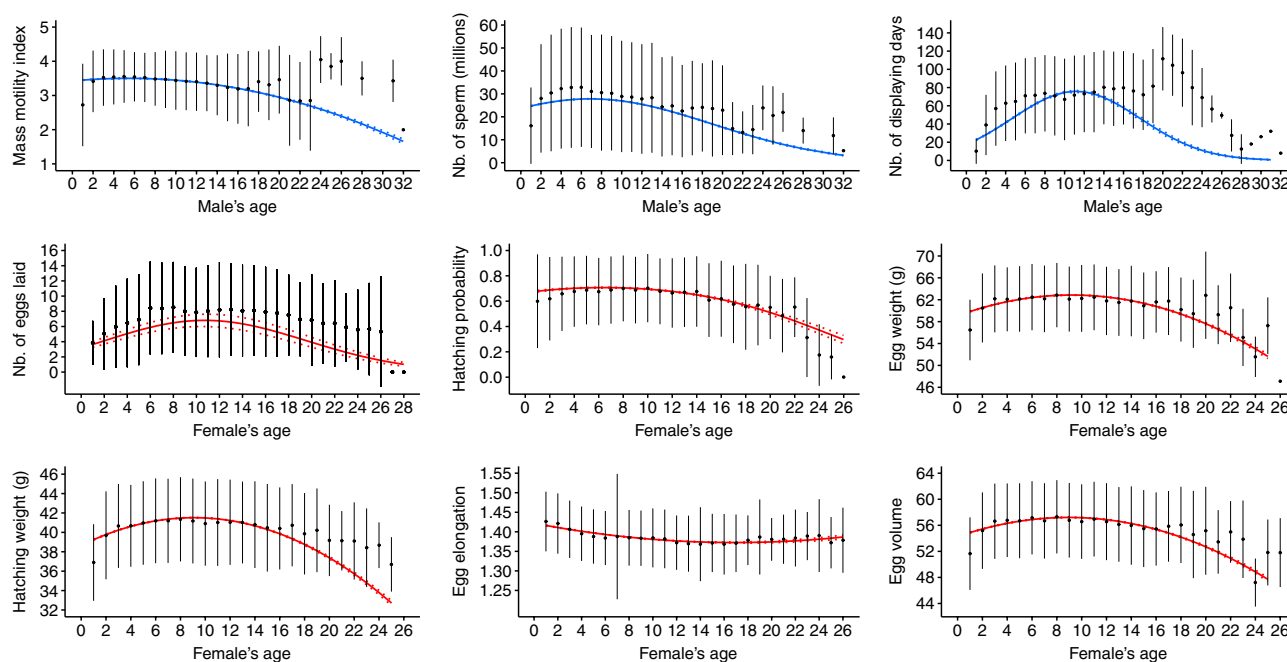 Mass motility index
5
4
3
2
1
0 2 4 6 8 10 12 14 16 18 20 22 24 26 28 30 32
Male's age
Nb. of sperm (millions)
60
50
40
30
20
10
0
0 2 4 6 8 10 12 14 16 18 20 22 24 26 28 30 32
Male's age
Nb. of displaying days
140
120
100
80
60
40
20
0
0 2 4 6 8 10 12 14 16 18 20 22 24 26 28 30 32
Male's age
Nb. of eggs laid
16
14
12
10
8
6
4
2
0
0 2 4 6 8 10 12 14 16 18 20 22 24 26 28
Female's age
Hatching probability
1.0
0.8
0.6
0.4
0.2
0.0
0 2 4 6 8 10 12 14 16 18 20 22 24 26
Female's age
Egg weight (g)
70
66
62
58
54
50
46
0 2 4 6 8 10 12 14 16 18 20 22 24 26
Female's age
Hatching weight (g)
46
44
42
40
38
36
34
32
0 2 4 6 8 10 12 14 16 18 20 22 24 26
Female's age
Egg elongation
1.55
1.50
1.45
1.40
1.35
1.30
1.25
0 2 4 6 8 10 12 14 16 18 20 22 24 26
Female's age
Egg volume
64
60
56
52
48
44
0 2 4 6 8 10 12 14 16 18 20 22 24 26
Female's age